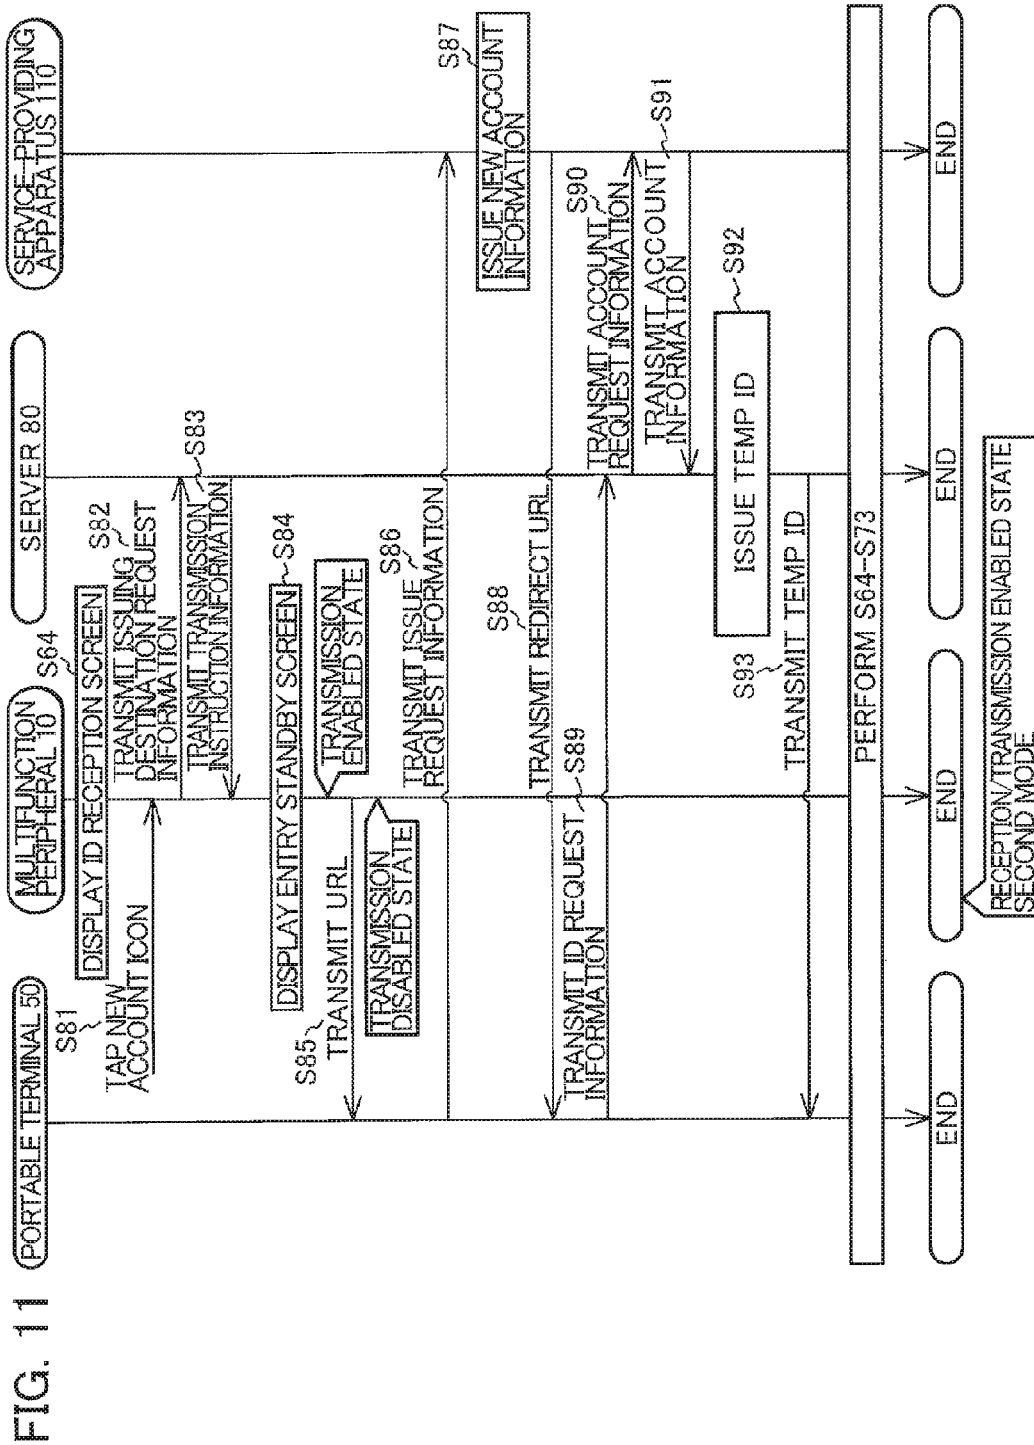 FIG. 11
PORTABLE TERMINAL 50
MULTIFUNCTION
PERIPHERAL 10
SERVER 80
SERVICE-PROVIDING
APPARATUS 110
S64
DISPLAY ID RECEPTION SCREEN
S81
TAP NEW
ACCOUNT ICON
S82
TRANSMIT ISSUING
DESTINATION REQUEST
INFORMATION
S83
TRANSMIT TRANSMISSION
INSTRUCTION INFORMATION
S84
DISPLAY ENTRY STANDBY SCREEN
TRANSMISSION
ENABLED STATE
S85
TRANSMIT URL
TRANSMISSION
DISABLED STATE
S86
TRANSMIT ISSUE
REQUEST INFORMATION
S87
ISSUE NEW ACCOUNT
INFORMATION
S88
TRANSMIT REDIRECT URL
S89
TRANSMIT ID REQUEST
INFORMATION
S90
TRANSMIT ACCOUNT
REQUEST INFORMATION
S91
TRANSMIT ACCOUNT
INFORMATION
S92
ISSUE TEMP ID
S93
TRANSMIT TEMP ID
PERFORM S64-S73
END
END
END
END
RECEPTION/TRANSMISSION ENABLED STATE
SECOND MODE